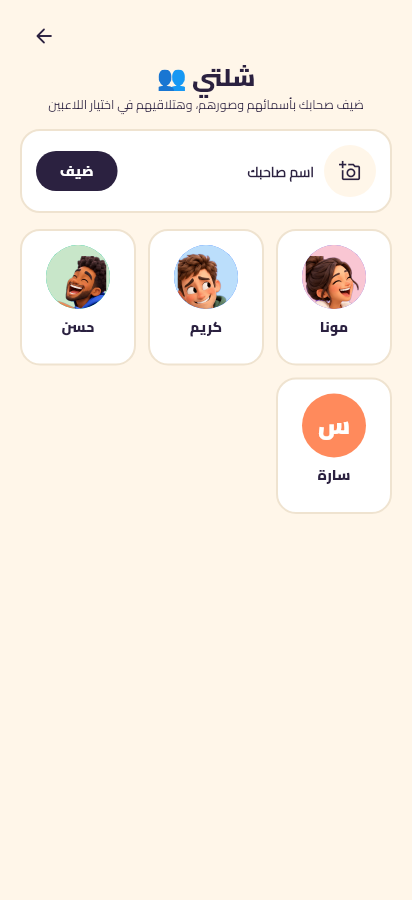 شلتي 👥
ضيف صحابك بأسمائهم وصورهم، وهتلاقيهم في اختيار اللاعبين
اسم صاحبك
ضيف
مونا
كريم
حسن
س
سارة